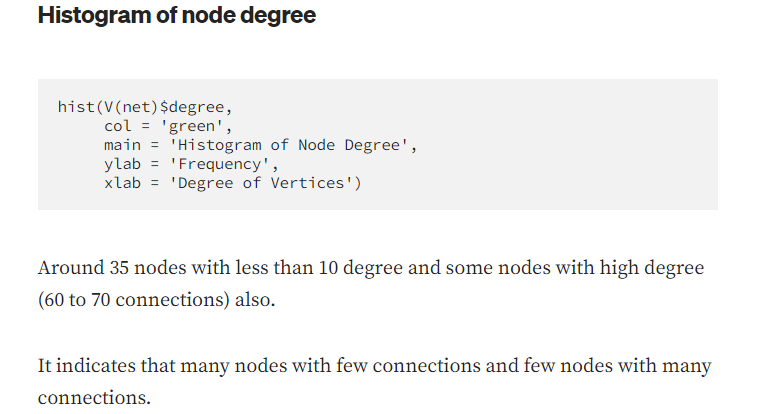 Histogram of node degree
hist(V(net)$degree,
     col = 'green',
     main = 'Histogram of Node Degree',
     ylab = 'Frequency',
     xlab = 'Degree of Vertices')
Around 35 nodes with less than 10 degree and some nodes with high degree
(60 to 70 connections) also.
It indicates that many nodes with few connections and few nodes with many
connections.